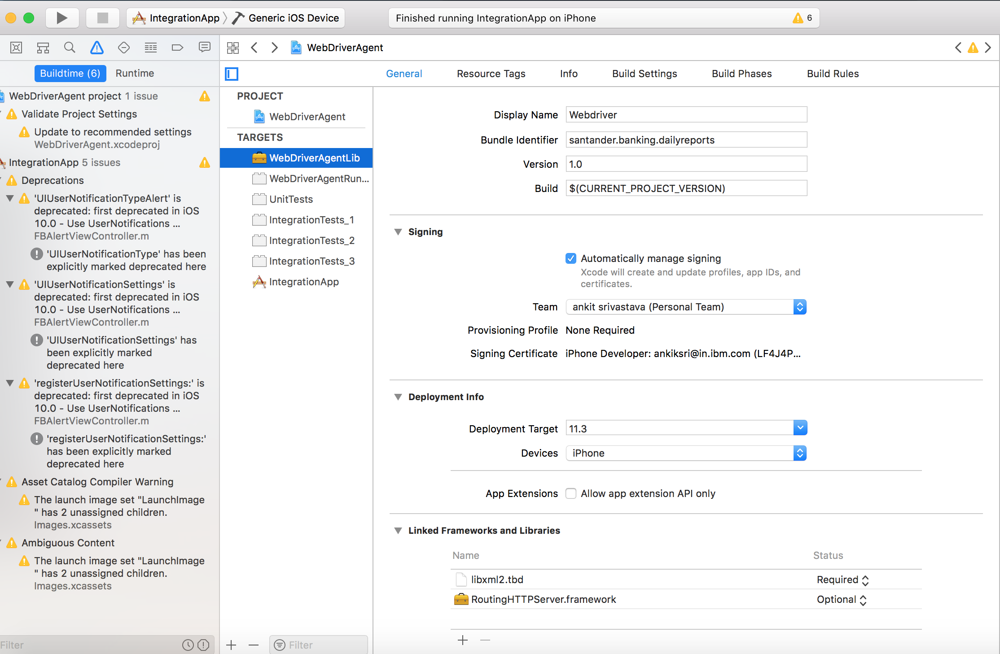 IntegrationApp Generic iOS Device
Finished running IntegrationApp on iPhone 6
WebDriverAgent
Buildtime (6) Runtime
WebDriverAgent project 1 issue
Validate Project Settings
Update to recommended settings
WebDriverAgent.xcodeproj
IntegrationApp 5 issues
Deprecations
'UIUserNotificationTypeAlert' is
deprecated: first deprecated in iOS
10.0 - Use UserNotifications ...
FBAlertViewController.m
'UIUserNotificationType' has been
explicitly marked deprecated here
'UIUserNotificationSettings' is
deprecated: first deprecated in iOS
10.0 - Use UserNotifications ...
FBAlertViewController.m
'UIUserNotificationSettings' has
been explicitly marked
deprecated here
'registerUserNotificationSettings:' is
deprecated: first deprecated in iOS
10.0 - Use UserNotifications ...
FBAlertViewController.m
'registerUserNotificationSettings:'
has been explicitly marked
deprecated here
Asset Catalog Compiler Warning
The launch image set "LaunchImage
" has 2 unassigned children.
Images.xcassets
Ambiguous Content
The launch image set "LaunchImage
" has 2 unassigned children.
Images.xcassets
Filter
PROJECT
WebDriverAgent
TARGETS
WebDriverAgentLib
WebDriverAgentRun...
UnitTests
IntegrationTests_1
IntegrationTests_2
IntegrationTests_3
IntegrationApp
Filter
General Resource Tags Info Build Settings Build Phases Build Rules
Display Name Webdriver
Bundle Identifier santander.banking.dailyreports
Version 1.0
Build $(CURRENT_PROJECT_VERSION)
Signing
Automatically manage signing
Xcode will create and update profiles, app IDs, and
certificates.
Team ankit srivastava (Personal Team)
Provisioning Profile None Required
Signing Certificate iPhone Developer: ankiksri@in.ibm.com (LF4J4P...
Deployment Info
Deployment Target 11.3
Devices iPhone
App Extensions Allow app extension API only
Linked Frameworks and Libraries
Name Status
libxml2.tbd Required
RoutingHTTPServer.framework Optional